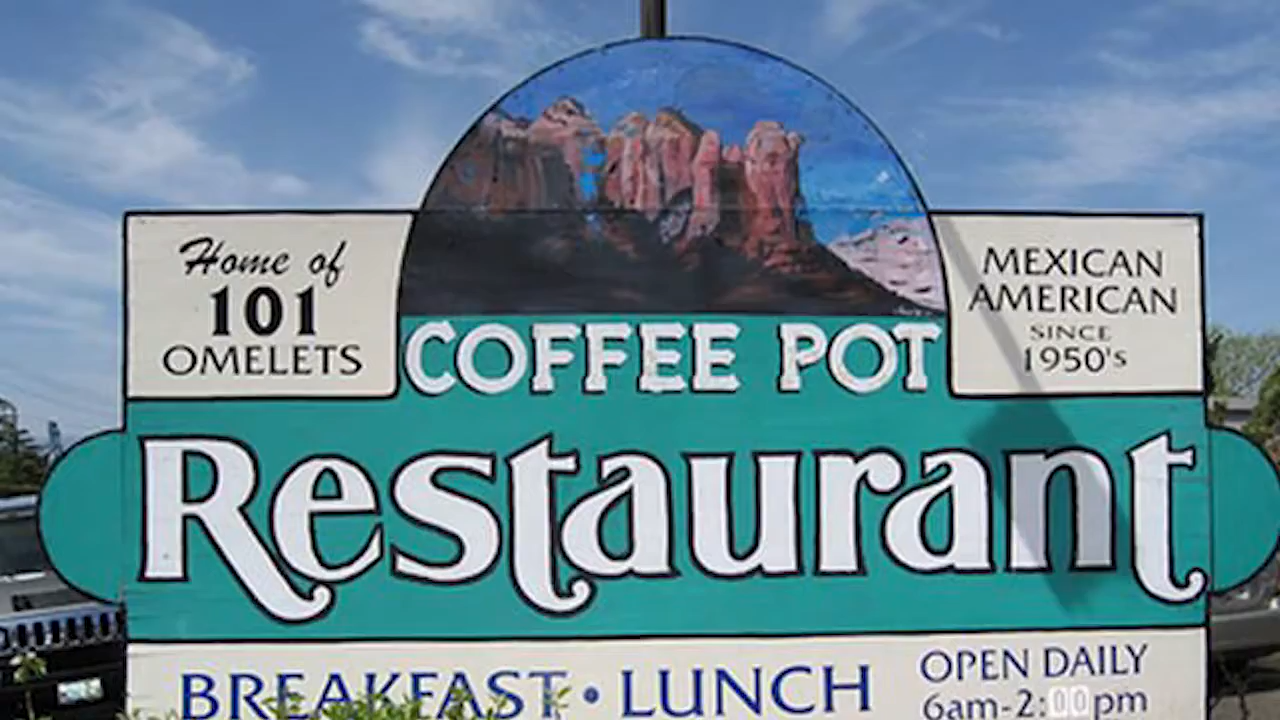 Home of
101
OMELETS
COFFEE POT
MEXICAN
AMERICAN
SINCE
1950's
Restaurant
BREAKFAST • LUNCH
OPEN DAILY
6am-2:00pm